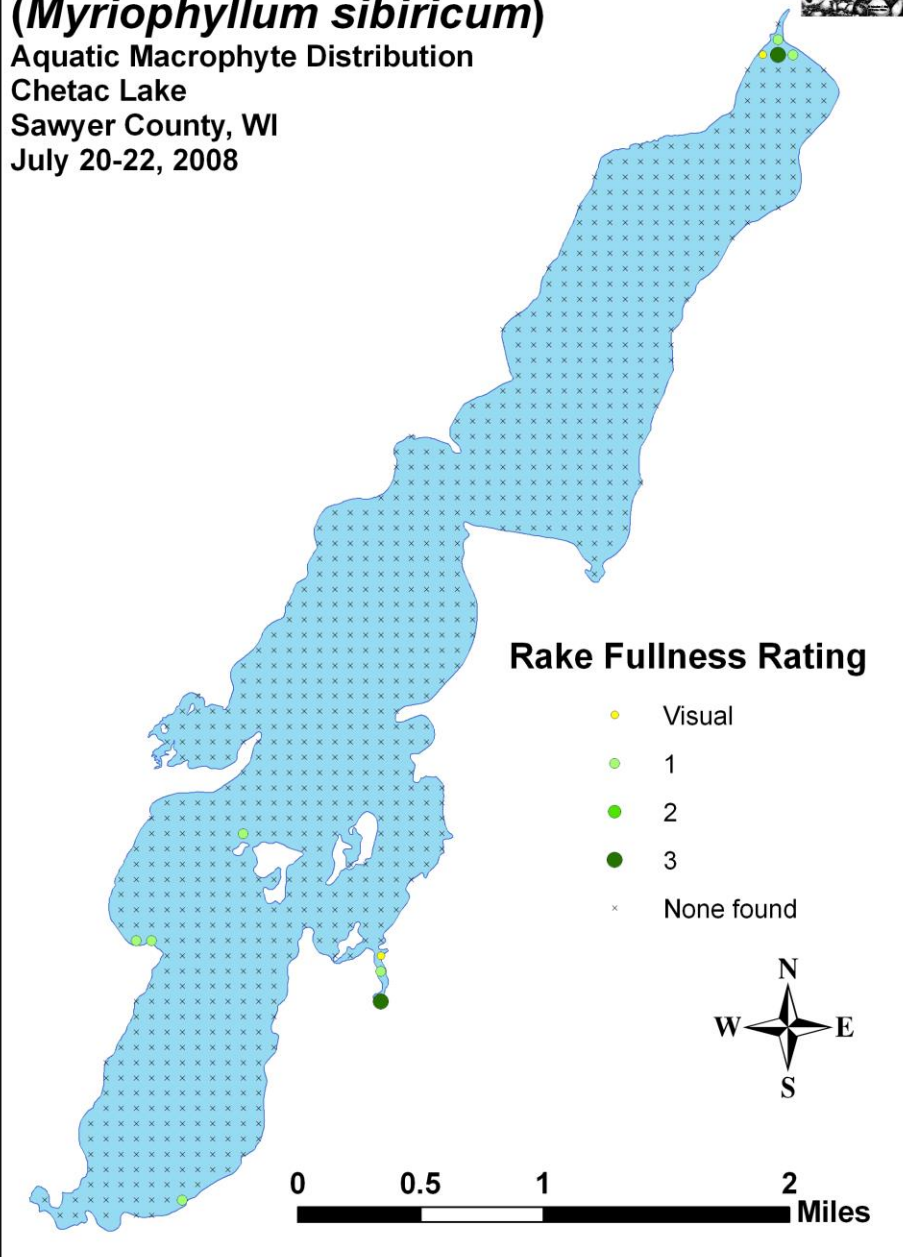 (Myriophyllum sibiricum)
Aquatic Macrophyte Distribution
Chetac Lake
Sawyer County, WI
July 20-22, 2008
Rake Fullness Rating
Visual
1
2
3
None found
N
W E
S
0 0.5 1 2
Miles